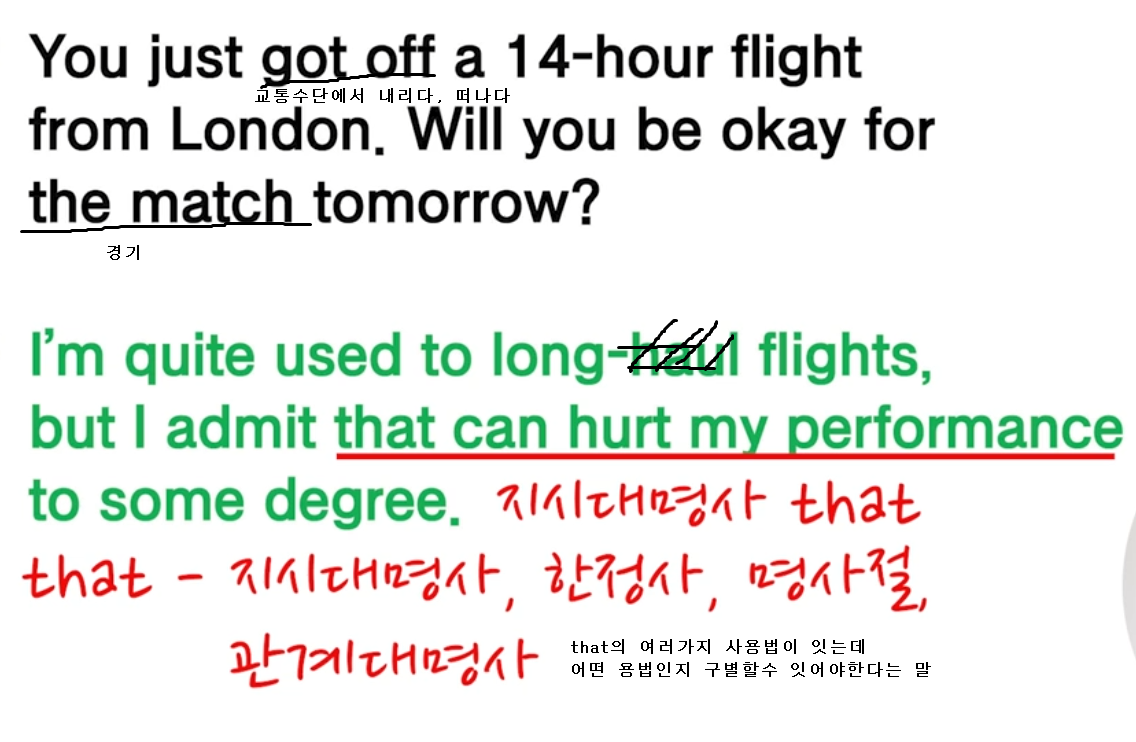 You just got off a 14-hour flight
교통수단에서 내리다, 떠나다
from London. Will you be okay for
the match tomorrow?
경기
I'm quite used to long-haul flights,
but I admit that can hurt my performance
to some degree. 지시대명사 that
that - 지시대명사, 한정사, 명사절,
관계대명사
that의 여러가지 사용법이 잇는데
어떤 용법인지 구별할수 잇어야한다는 말